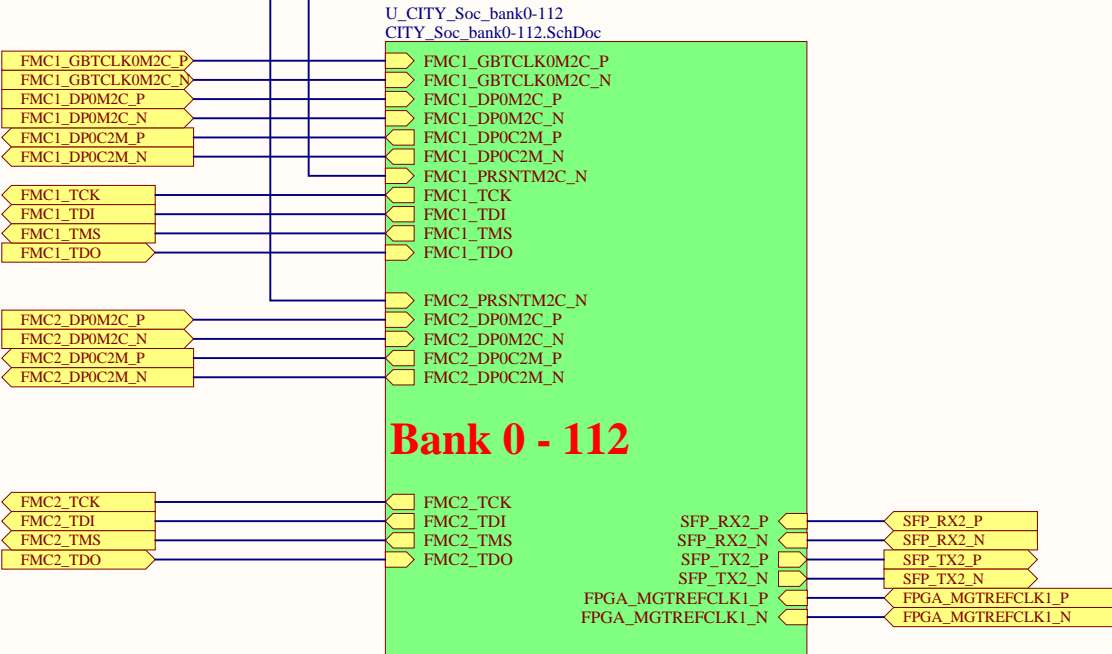 U_CITY_Soc_bank0-112
CITY_Soc_bank0-112.SchDoc
FMC1_GBTCLK0M2C_P FMC1_GBTCLK0M2C_P
FMC1_GBTCLK0M2C_N FMC1_GBTCLK0M2C_N
FMC1_DP0M2C_P FMC1_DP0M2C_P
FMC1_DP0M2C_N FMC1_DP0M2C_N
FMC1_DP0C2M_P FMC1_DP0C2M_P
FMC1_DP0C2M_N FMC1_DP0C2M_N
FMC1_PRSNTM2C_N
FMC1_TCK FMC1_TCK
FMC1_TDI FMC1_TDI
FMC1_TMS FMC1_TMS
FMC1_TDO FMC1_TDO
FMC2_PRSNTM2C_N
FMC2_DP0M2C_P FMC2_DP0M2C_P
FMC2_DP0M2C_N FMC2_DP0M2C_N
FMC2_DP0C2M_P FMC2_DP0C2M_P
FMC2_DP0C2M_N FMC2_DP0C2M_N
Bank 0 - 112
FMC2_TCK FMC2_TCK
FMC2_TDI FMC2_TDI SFP_RX2_P SFP_RX2_P
FMC2_TMS FMC2_TMS SFP_RX2_N SFP_RX2_N
FMC2_TDO FMC2_TDO SFP_TX2_P SFP_TX2_P
SFP_TX2_N SFP_TX2_N
FPGA_MGTREFCLK1_P FPGA_MGTREFCLK1_P
FPGA_MGTREFCLK1_N FPGA_MGTREFCLK1_N